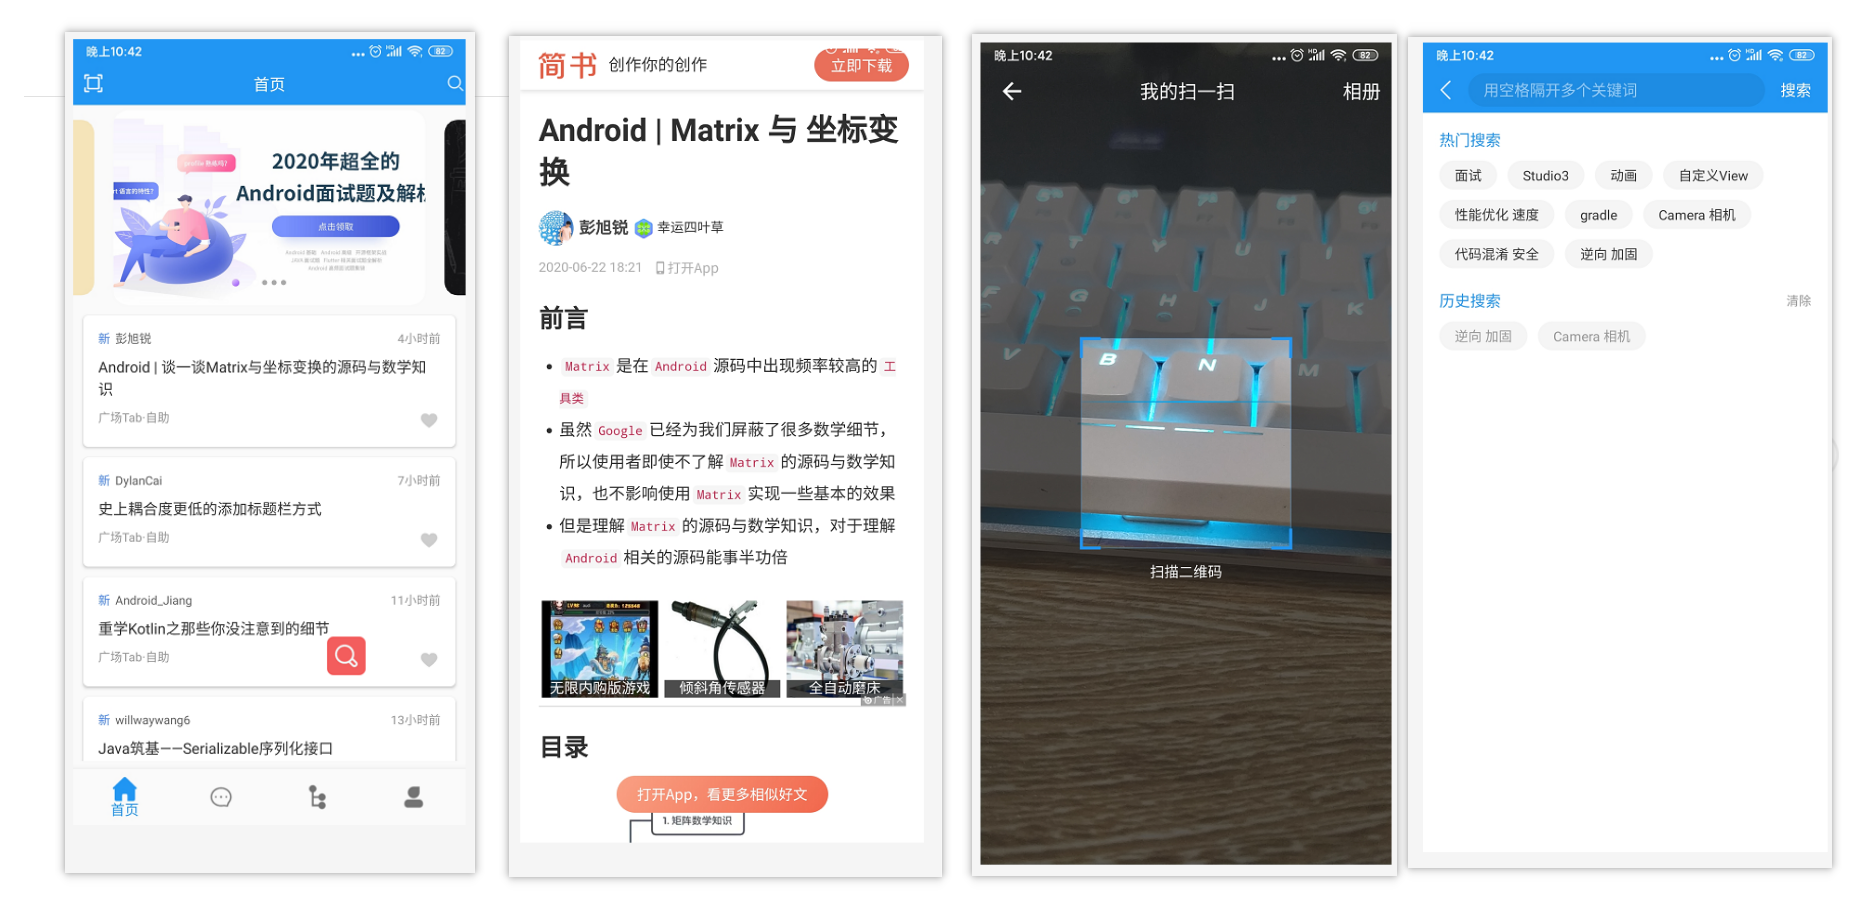 晚上10:42
HD
82
首页
profile 熟练吗?
2020年超全的
Android面试题及解析
点击领取
新 彭旭锐 4小时前
Android | 谈一谈Matrix与坐标变换的源码与数学知
识
广场Tab·自助
新 DylanCai 7小时前
史上耦合度更低的添加标题栏方式
广场Tab·自助
新 Android_Jiang 11小时前
重学Kotlin之那些你没注意到的细节
广场Tab·自助
新 willwaywang6 13小时前
Java筑基——Serializable序列化接口
首页
简书 创作你的创作 立即下载
Android | Matrix 与 坐标变
换
彭旭锐 幸运四叶草
2020-06-22 18:21 打开App
前言
Matrix 是在 Android 源码中出现频率较高的 工
具类
虽然 Google 已经为我们屏蔽了很多数学细节，
所以使用者即使不了解 Matrix 的源码与数学知
识，也不影响使用 Matrix 实现一些基本的效果
但是理解 Matrix 的源码与数学知识，对于理解
Android 相关的源码能事半功倍
无限内购版游戏 倾斜角传感器 全自动磨床
广告
目录
打开App，看更多相似好文
1. 矩阵数学知识
晚上10:42
HD
82
我的扫一扫 相册
T Y U
G H J K
V B N M
扫描二维码
晚上10:42
HD
82
用空格隔开多个关键词 搜索
热门搜索
面试 Studio3 动画 自定义View
性能优化 速度 gradle Camera 相机
代码混淆 安全 逆向 加固
历史搜索 清除
逆向 加固 Camera 相机